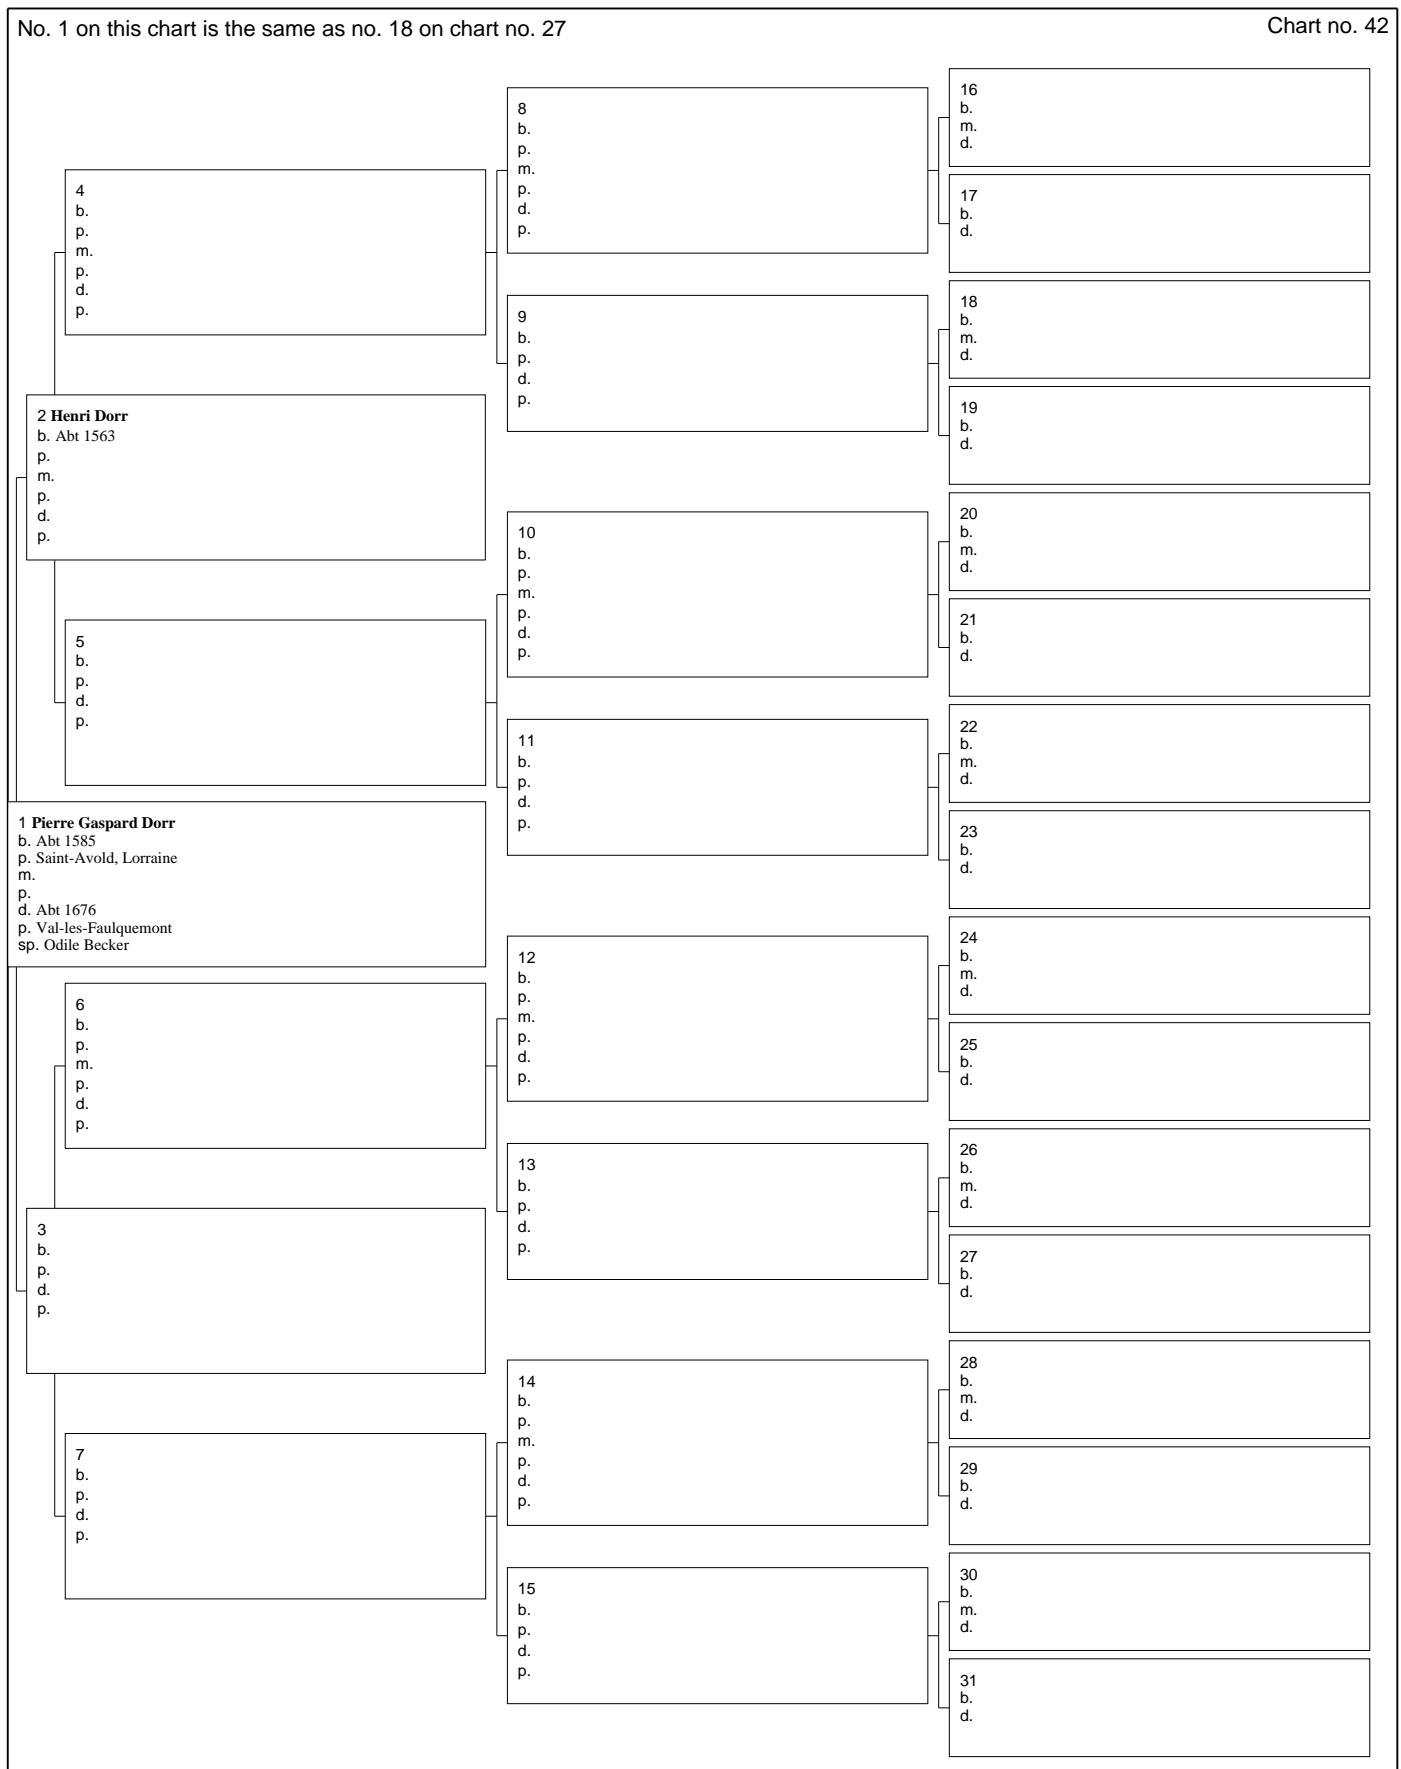 No. 1 on this chart is the same as no. 18 on chart no. 27
Chart no. 42
16
b.
m.
d.
8
b.
p.
m.
p.
d.
p.
17
b.
d.
4
b.
p.
m.
p.
d.
p.
18
b.
m.
d.
9
b.
p.
d.
p.
19
b.
d.
2 Henri Dorr
b. Abt 1563
p.
m.
p.
d.
p.
20
b.
m.
d.
10
b.
p.
m.
p.
d.
p.
21
b.
d.
5
b.
p.
d.
p.
22
b.
m.
d.
11
b.
p.
d.
p.
23
b.
d.
1 Pierre Gaspard Dorr
b. Abt 1585
p. Saint-Avold, Lorraine
m.
p.
d. Abt 1676
p. Val-les-Faulquemont
sp. Odile Becker
24
b.
m.
d.
12
b.
p.
m.
p.
d.
p.
25
b.
d.
6
b.
p.
m.
p.
d.
p.
26
b.
m.
d.
13
b.
p.
d.
p.
27
b.
d.
3
b.
p.
d.
p.
28
b.
m.
d.
14
b.
p.
m.
p.
d.
p.
29
b.
d.
7
b.
p.
d.
p.
30
b.
m.
d.
15
b.
p.
d.
p.
31
b.
d.